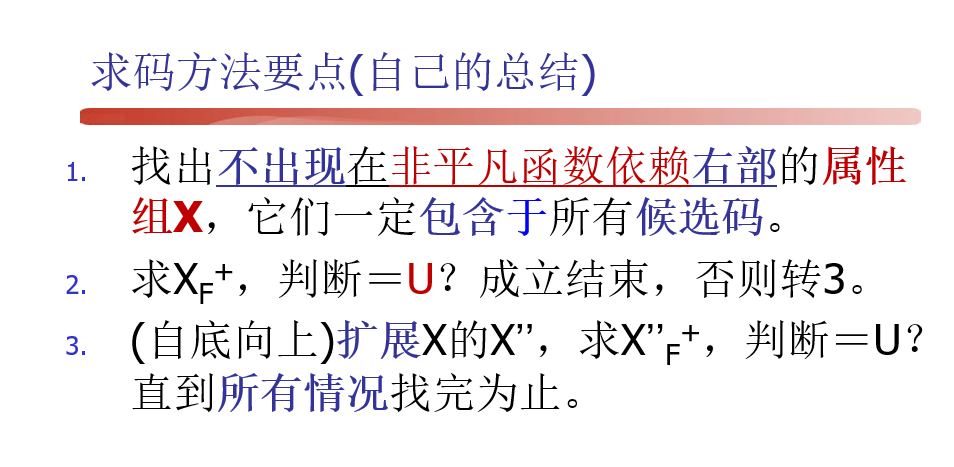 求码方法要点(自己的总结)
1. 找出不出现在非平凡函数依赖右部的属性
组X，它们一定包含于所有候选码。
2. 求XF+，判断＝U？成立结束，否则转3。
3. (自底向上)扩展X的X”，求X”F+，判断＝U？
直到所有情况找完为止。